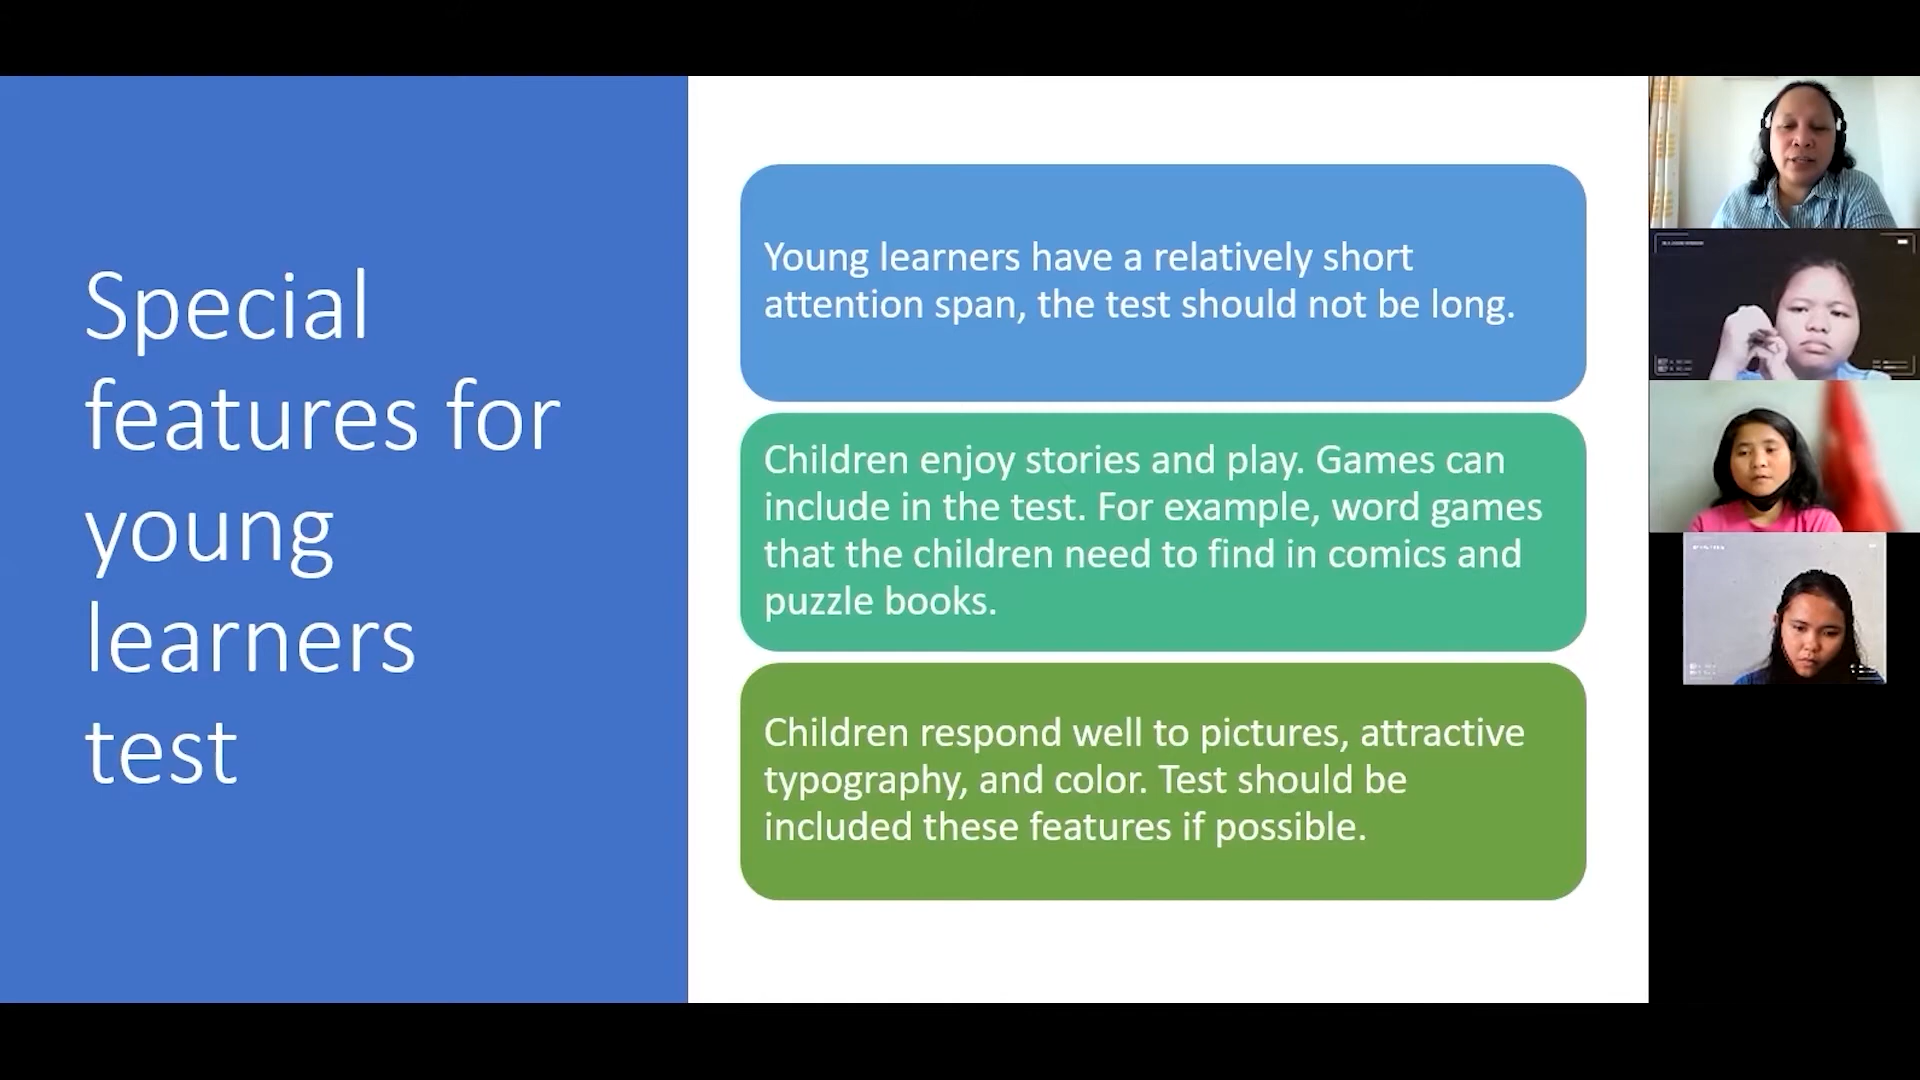 Special
features for
young
learners
test
Young learners have a relatively short
attention span, the test should not be long.
Children enjoy stories and play. Games can
include in the test. For example, word games
that the children need to find in comics and
puzzle books.
Children respond well to pictures, attractive
typography, and color. Test should be
included these features if possible.